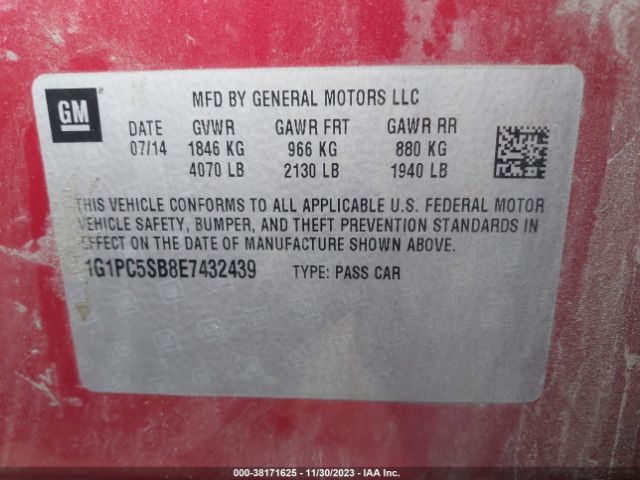 GM ®
MFD BY GENERAL MOTORS LLC
DATE GVWR GAWR FRT GAWR RR
07/14 1846 KG 966 KG 880 KG
4070 LB 2130 LB 1940 LB
THIS VEHICLE CONFORMS TO ALL APPLICABLE U.S. FEDERAL MOTOR
VEHICLE SAFETY, BUMPER, AND THEFT PREVENTION STANDARDS IN
EFFECT ON THE DATE OF MANUFACTURE SHOWN ABOVE.
1G1PC5SB8E7432439 TYPE: PASS CAR
000-38171625 - 11/30/2023 - IAA Inc.